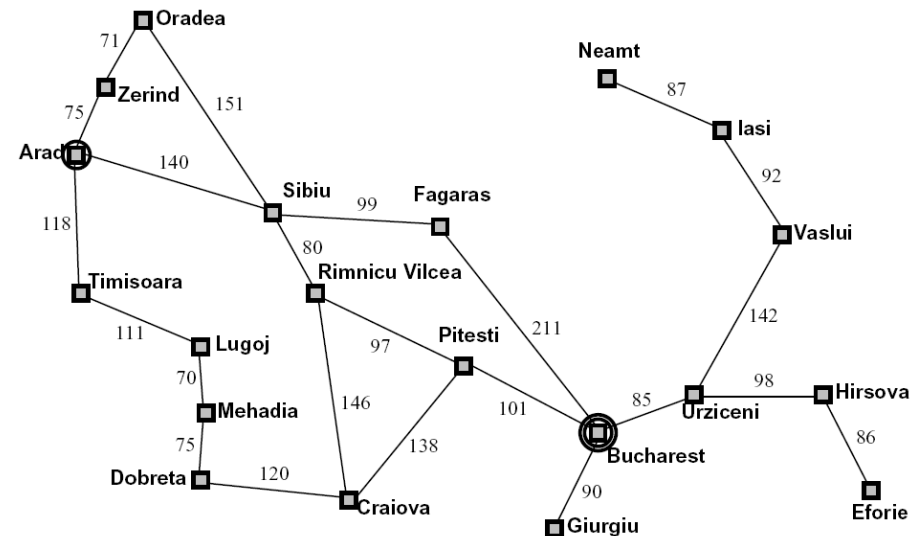 Oradea
71
Neamt
Zerind
87
75
151
Iasi
Arad
140
92
Sibiu
Fagaras
99
118
Vaslui
80
Timisoara
Rimnicu Vilcea
142
111
211
Lugoj
Pitesti
97
70
98
Hirsova
85
Mehadia
146
101
Urziceni
75
138
86
Bucharest
Dobreta
120
90
Craiova
Eforie
Giurgiu